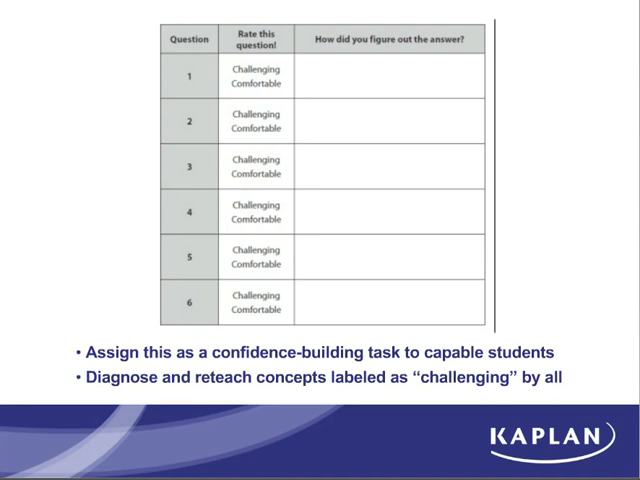 Question
Rate this
question!
How did you figure out the answer?
1
Challenging
Comfortable
2
Challenging
Comfortable
3
Challenging
Comfortable
4
Challenging
Comfortable
5
Challenging
Comfortable
6
Challenging
Comfortable
• Assign this as a confidence-building task to capable students
• Diagnose and reteach concepts labeled as “challenging” by all
KAPLAN